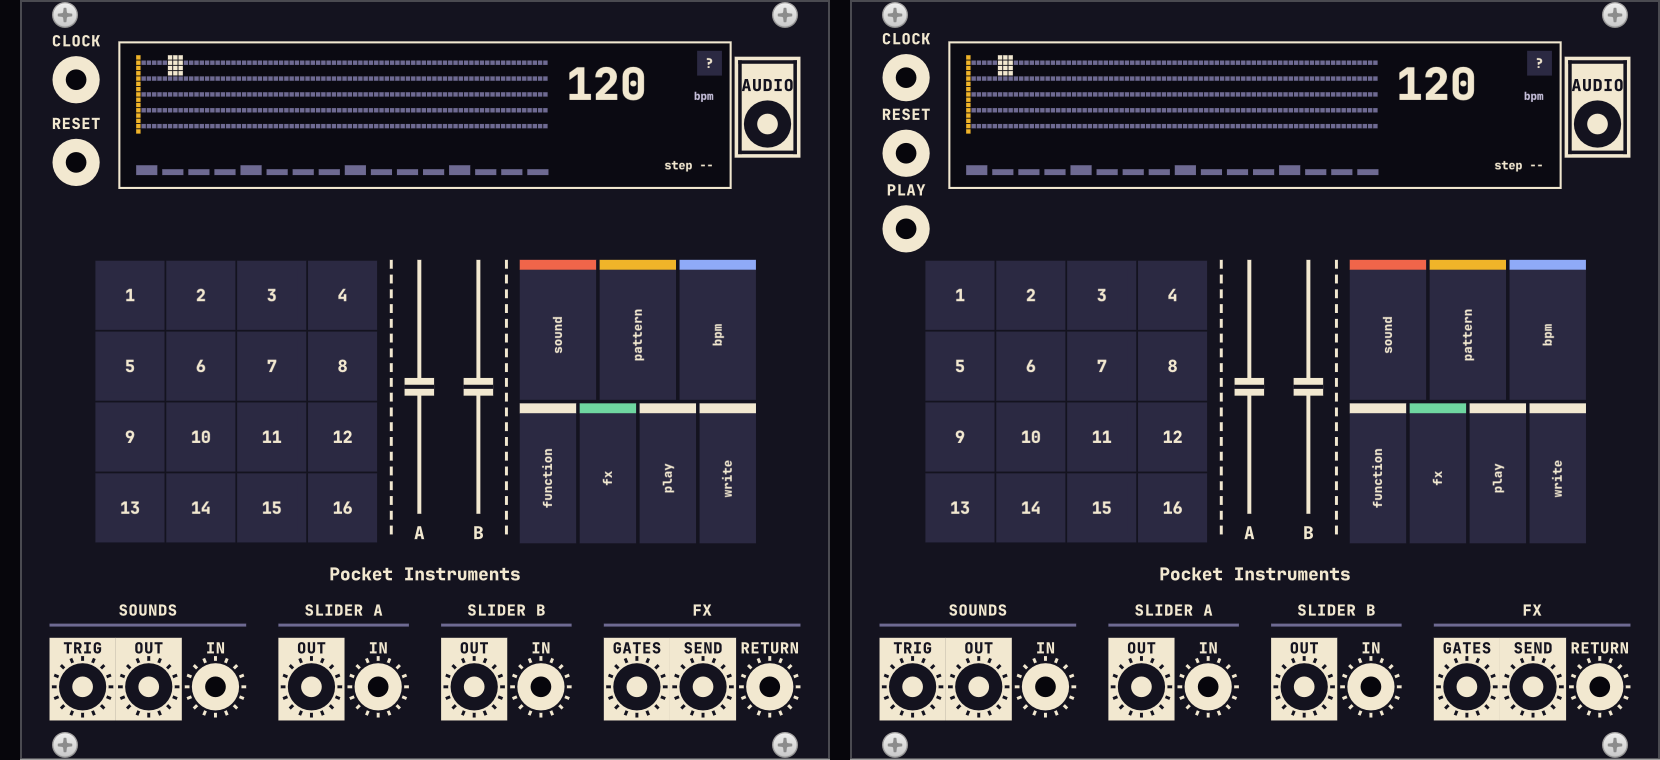 CLOCK
120
?
bpm
AUDIO
RESET
step --
1 2 3 4
5 6 7 8
9 10 11 12
13 14 15 16
A B
sound pattern bpm
function fx play write
Pocket Instruments
SOUNDS SLIDER A SLIDER B FX
TRIG OUT IN OUT IN OUT IN GATES SEND RETURN
CLOCK
120
?
bpm
AUDIO
RESET
step --
PLAY
1 2 3 4
5 6 7 8
9 10 11 12
13 14 15 16
A B
sound pattern bpm
function fx play write
Pocket Instruments
SOUNDS SLIDER A SLIDER B FX
TRIG OUT IN OUT IN OUT IN GATES SEND RETURN